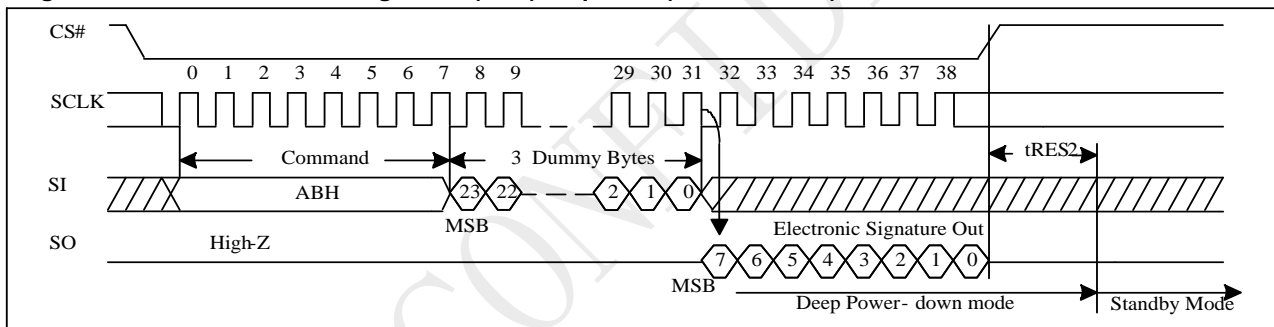 CS#
0 1 2 3 4 5 6 7 8 9 29 30 31 32 33 34 35 36 37 38
SCLK
Command 3 Dummy Bytes tRES2
SI
ABH 23 22 2 1 0
MSB
SO High-Z Electronic Signature Out
7 6 5 4 3 2 1 0
MSB
Deep Power- down mode Standby Mode